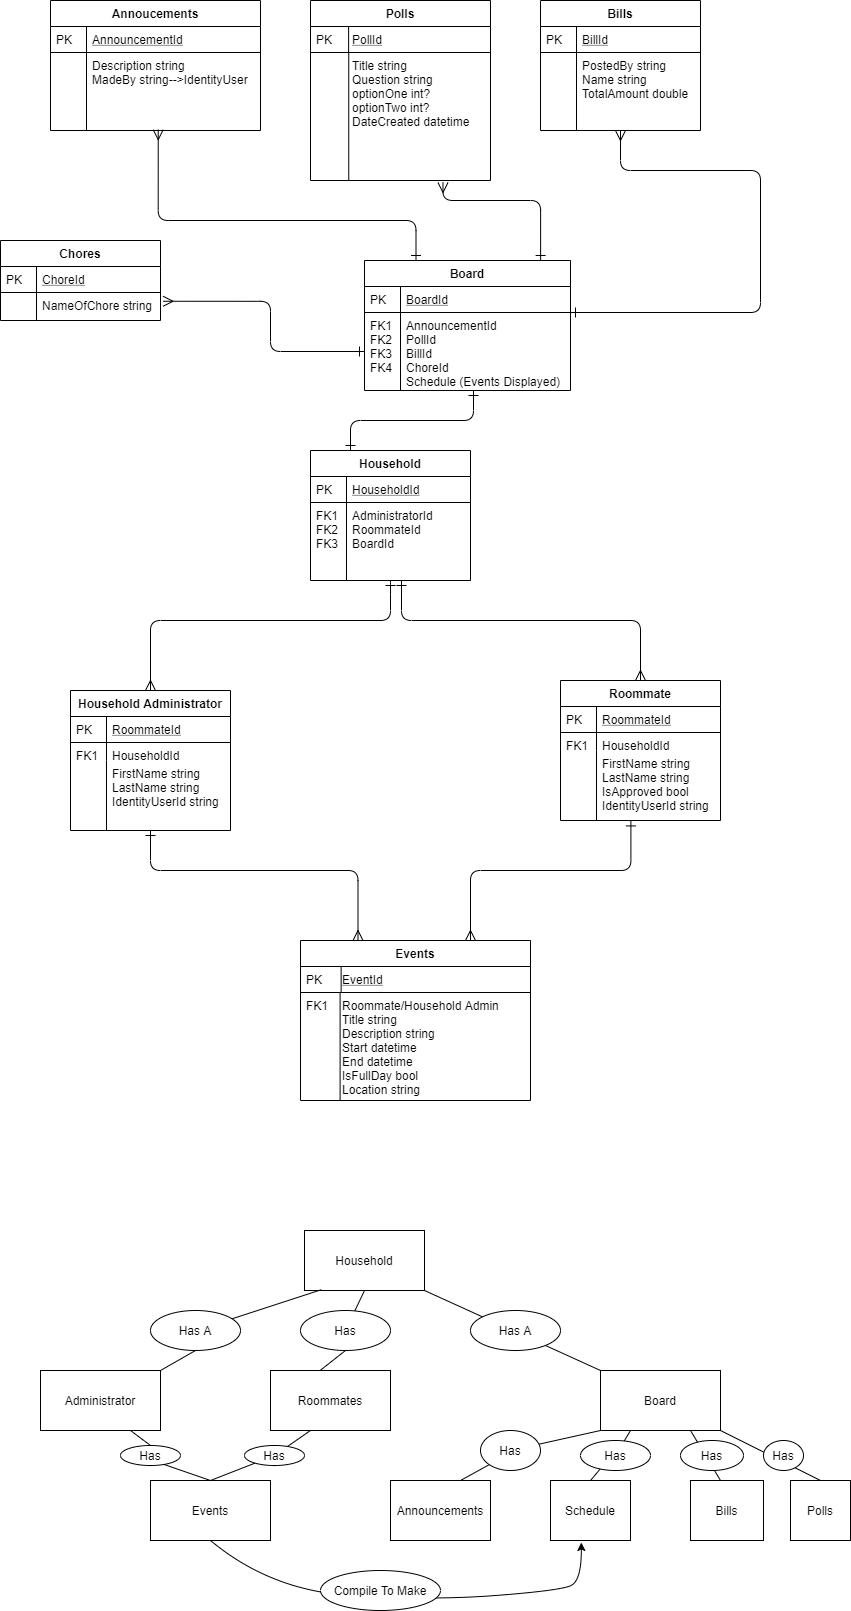 Annoucements
PK AnnouncementId
Description string
MadeBy string-->IdentityUser
Polls
PK PollId
Title string
Question string
optionOne int?
optionTwo int?
DateCreated datetime
Bills
PK BillId
PostedBy string
Name string
TotalAmount double
Chores
PK ChoreId
NameOfChore string
Board
PK BoardId
FK1 AnnouncementId
FK2 PollId
FK3 BillId
FK4 ChoreId
Schedule (Events Displayed)
Household
PK HouseholdId
FK1 AdministratorId
FK2 RoommateId
FK3 BoardId
Household Administrator
PK RoommateId
FK1 HouseholdId
FirstName string
LastName string
IdentityUserId string
Roommate
PK RoommateId
FK1 HouseholdId
FirstName string
LastName string
IsApproved bool
IdentityUserId string
Events
PK EventId
FK1 Roommate/Household Admin
Title string
Description string
Start datetime
End datetime
IsFullDay bool
Location string
Household
Has A
Has
Has A
Administrator
Roommates
Board
Has
Has
Has
Has
Has
Has
Events
Announcements
Schedule
Bills
Polls
Compile To Make